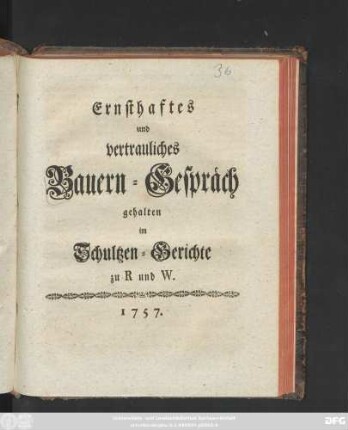 36
Ernsthaftes
und
vertrauliches
Bauern-Gespräch
gehalten
im
Schultzen-Gerichte
zu R und W.
1757.